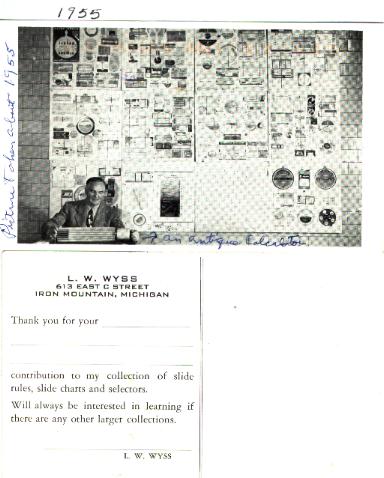 1955
Picture taken about 1955
& an antique Calculator
L. W. WYSS
613 EAST C STREET
IRON MOUNTAIN, MICHIGAN
Thank you for your
contribution to my collection of slide
rules, slide charts and selectors.
Will always be interested in learning if
there are any other larger collections.
L. W. WYSS